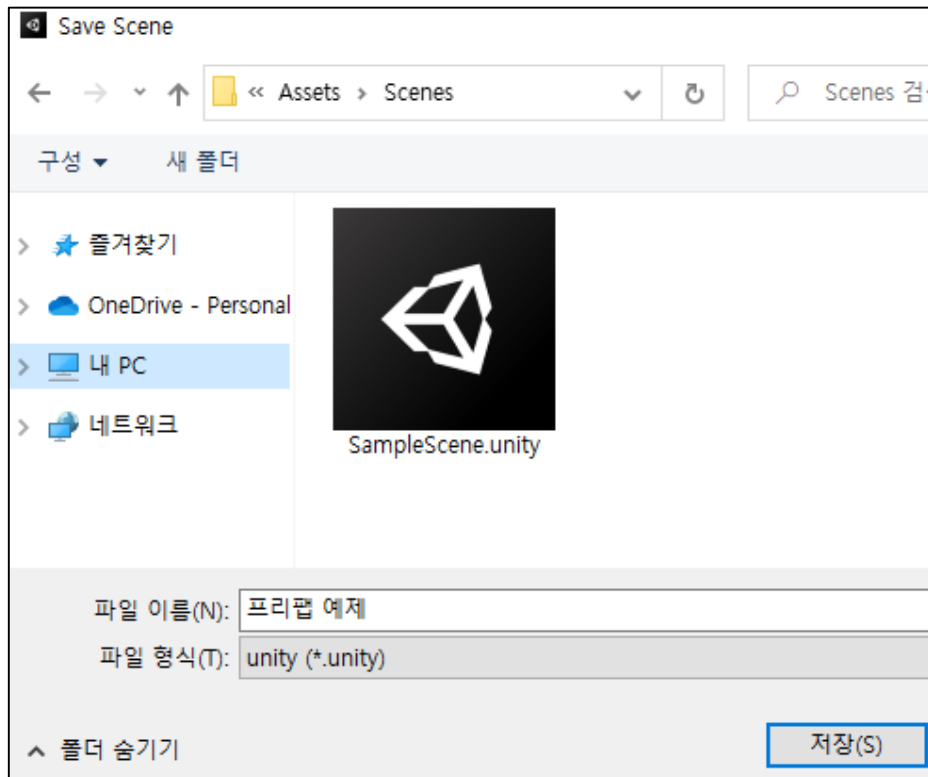 Save Scene
« Assets › Scenes
Scenes
구성
새 폴더
즐겨찾기
OneDrive - Personal
내 PC
네트워크
SampleScene.unity
파일 이름(N): 프리팹 예제
파일 형식(T): unity (*.unity)
폴더 숨기기
저장(S)